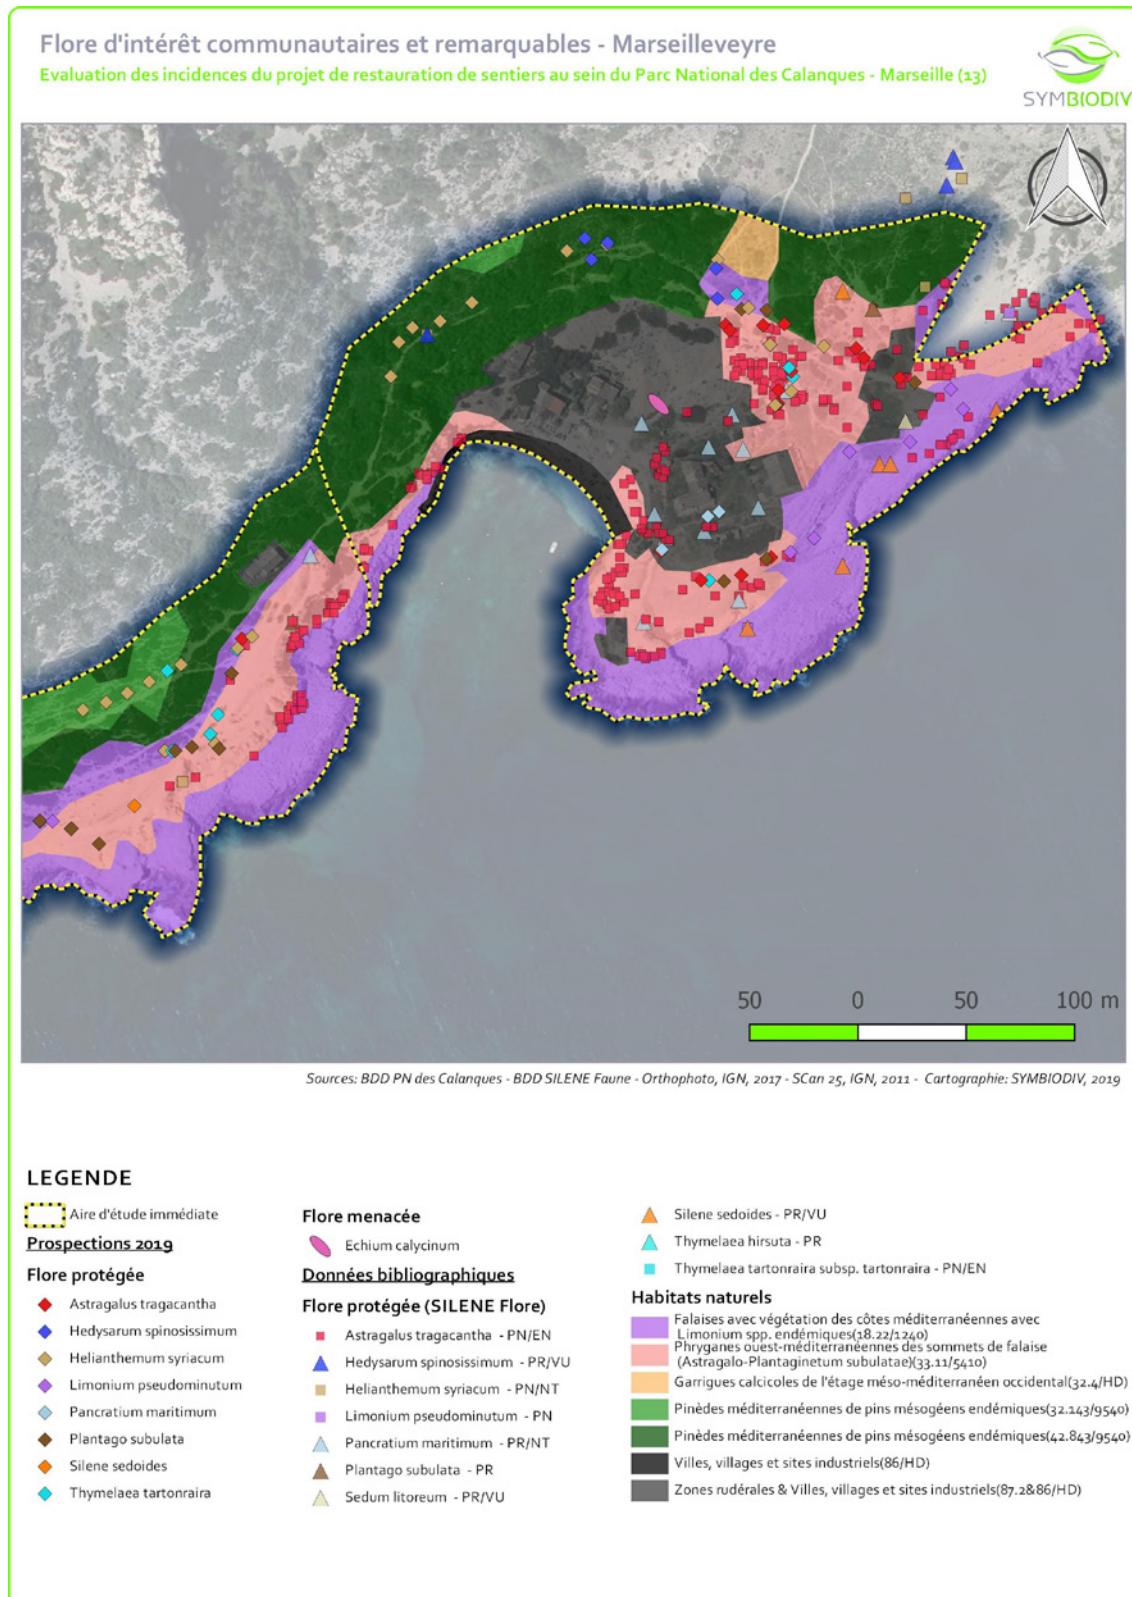 Flore d'intérêt communautaires et remarquables - Marseilleveyre
Evaluation des incidences du projet de restauration de sentiers au sein du Parc National des Calanques - Marseille (13)
SYMBIODIV
50 0 50 100 m
Sources: BDD PN des Calanques - BDD SILENE Faune - Orthophoto, IGN, 2017 - SCan 25, IGN, 2011 - Cartographie: SYMBIODIV, 2019
LEGENDE
Aire d'étude immédiate
Prospections 2019
Flore protégée
Astragalus tragacantha
Hedysarum spinosissimum
Helianthemum syriacum
Limonium pseudominutum
Pancratium maritimum
Plantago subulata
Silene sedoides
Thymelaea tartonraira
Flore menacée
Echium calycinum
Données bibliographiques
Flore protégée (SILENE Flore)
Astragalus tragacantha - PN/EN
Hedysarum spinosissimum - PR/VU
Helianthemum syriacum - PN/NT
Limonium pseudominutum - PN
Pancratium maritimum - PR/NT
Plantago subulata - PR
Sedum litoreum - PR/VU
Silene sedoides - PR/VU
Thymelaea hirsuta - PR
Thymelaea tartonraira subsp. tartonraira - PN/EN
Habitats naturels
Falaises avec végétation des côtes méditerranéennes avec
Limonium spp. endémiques(18.22/1240)
Phryganes ouest-méditerranéennes des sommets de falaise
(Astragalo-Plantaginetum subulatae)(33.11/5410)
Garrigues calcicoles de l'étage méso-méditerranéen occidental(32.4/HD)
Pinèdes méditerranéennes de pins mésogéens endémiques(32.143/9540)
Pinèdes méditerranéennes de pins mésogéens endémiques(42.843/9540)
Villes, villages et sites industriels(86/HD)
Zones rudérales & Villes, villages et sites industriels(87.2&86/HD)